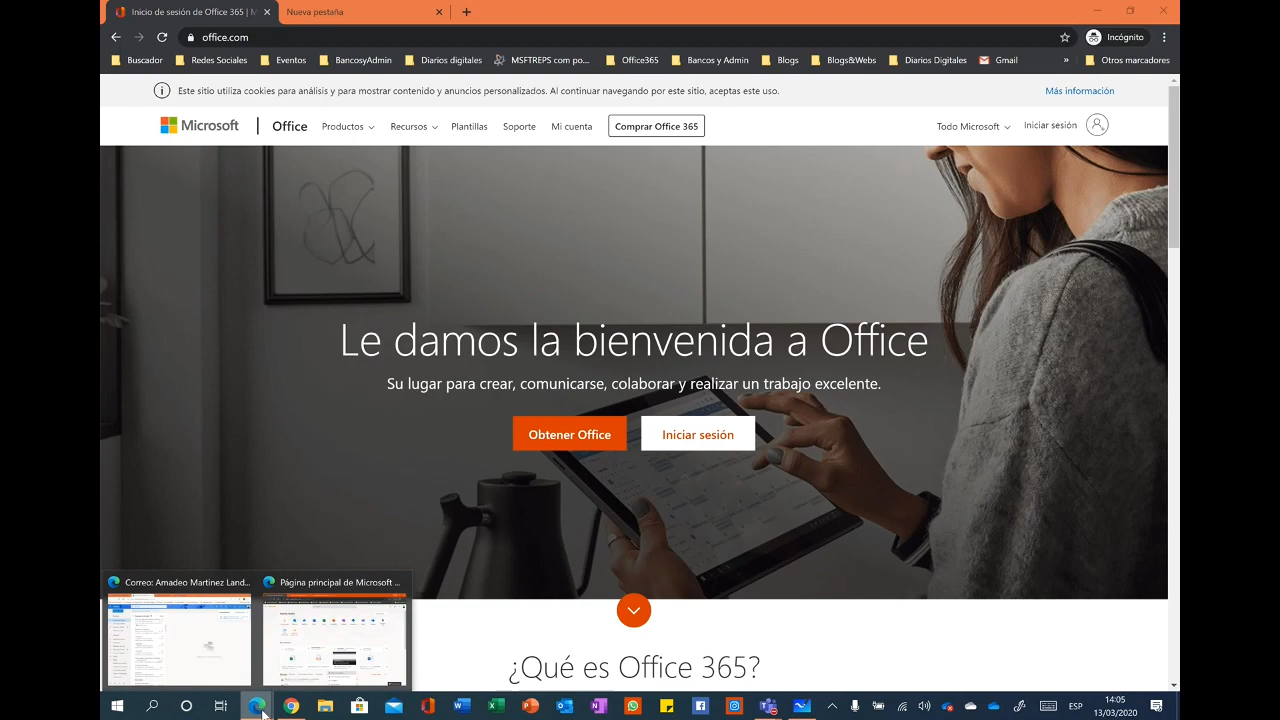 Inicio de sesión de Office 365 | M
Nueva pestaña
office.com
Incógnito
Buscador
Redes Sociales
Eventos
BancosyAdmin
Diarios digitales
MSFTREPS com po...
Office365
Bancos y Admin
Blogs
Blogs&Webs
Diarios Digitales
Gmail
»
Otros marcadores
Este sitio utiliza cookies para análisis y para mostrar contenido y anuncios personalizados. Al continuar navegando por este sitio, aceptas este uso.
Más información
Microsoft
Office
Productos
Recursos
Plantillas
Soporte
Mi cuenta
Comprar Office 365
Todo Microsoft
Iniciar sesión
Le damos la bienvenida a Office
Su lugar para crear, comunicarse, colaborar y realizar un trabajo excelente.
Obtener Office
Iniciar sesión
Correo: Amadeo Martinez Land...
Página principal de Microsoft ...
¿Qué es Office 365?
ESP
14:05
13/03/2020